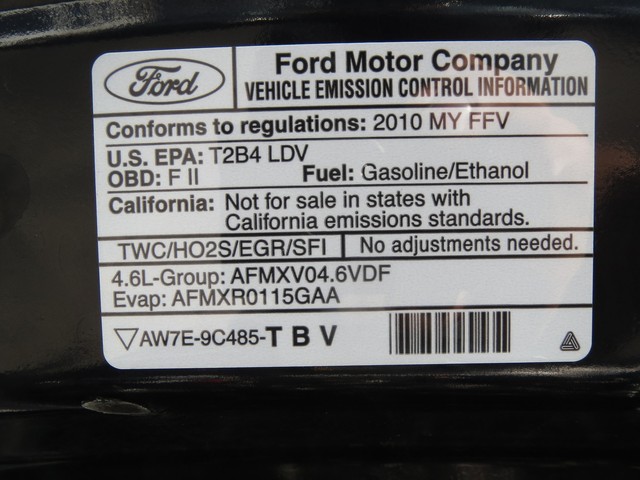 Ford
Ford Motor Company
VEHICLE EMISSION CONTROL INFORMATION
Conforms to regulations: 2010 MY FFV
U.S. EPA: T2B4 LDV
OBD: F II Fuel: Gasoline/Ethanol
California: Not for sale in states with
California emissions standards.
TWC/HO2S/EGR/SFI No adjustments needed.
4.6L-Group: AFMXV04.6VDF
Evap: AFMXR0115GAA
AW7E-9C485-T B V